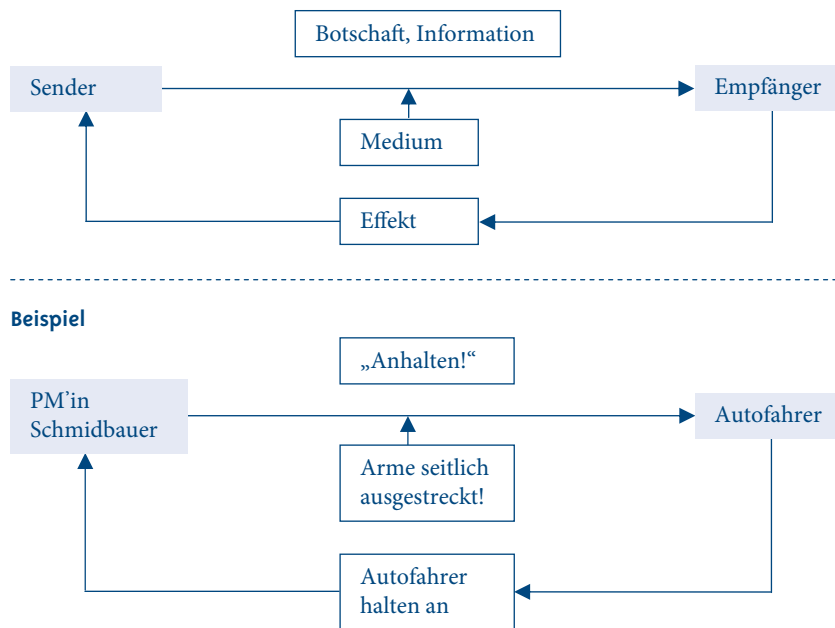 Botschaft, Information
Sender
Empfänger
Medium
Effekt
Beispiel
„Anhalten!“
PM’in
Schmidbauer
Autofahrer
Arme seitlich
ausgestreckt!
Autofahrer
halten an